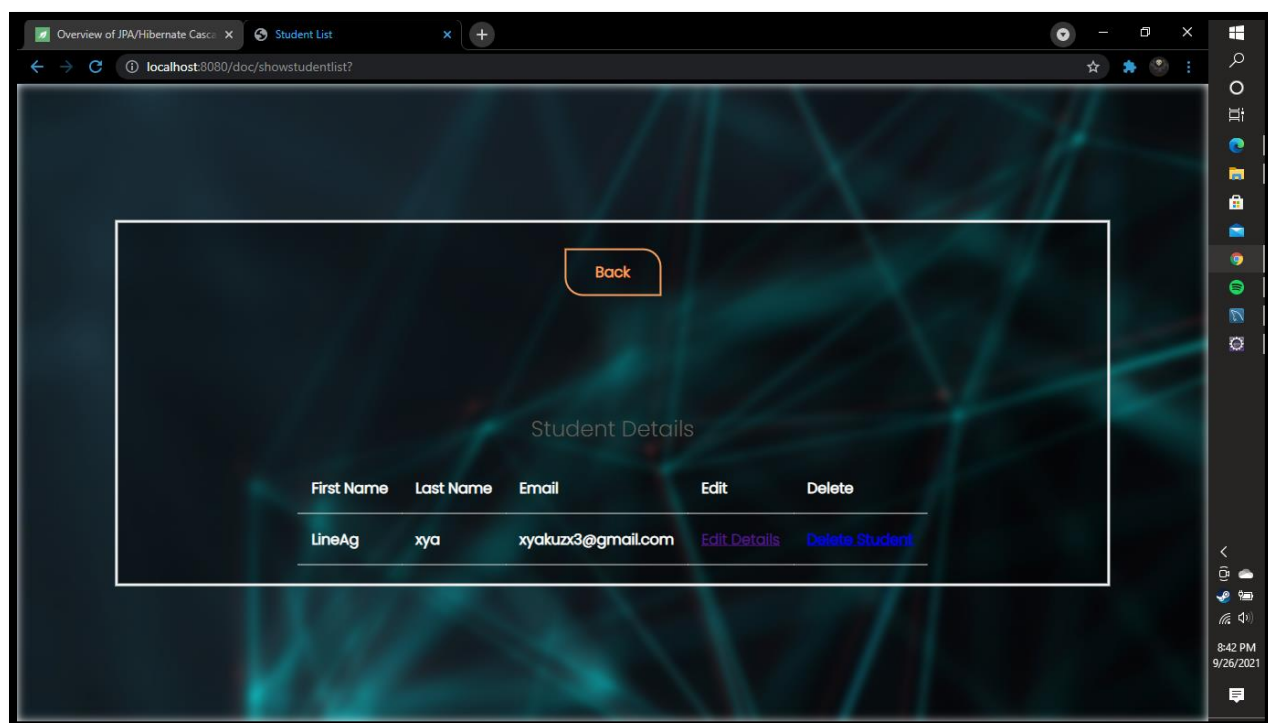 Overview of JPA/Hibernate Casca
Student List
localhost:8080/doc/showstudentlist?
Back
Student Details
First Name Last Name Email Edit Delete
LineAg xya xyakuzx3@gmail.com Edit Details Delete Student
8:42 PM
9/26/2021